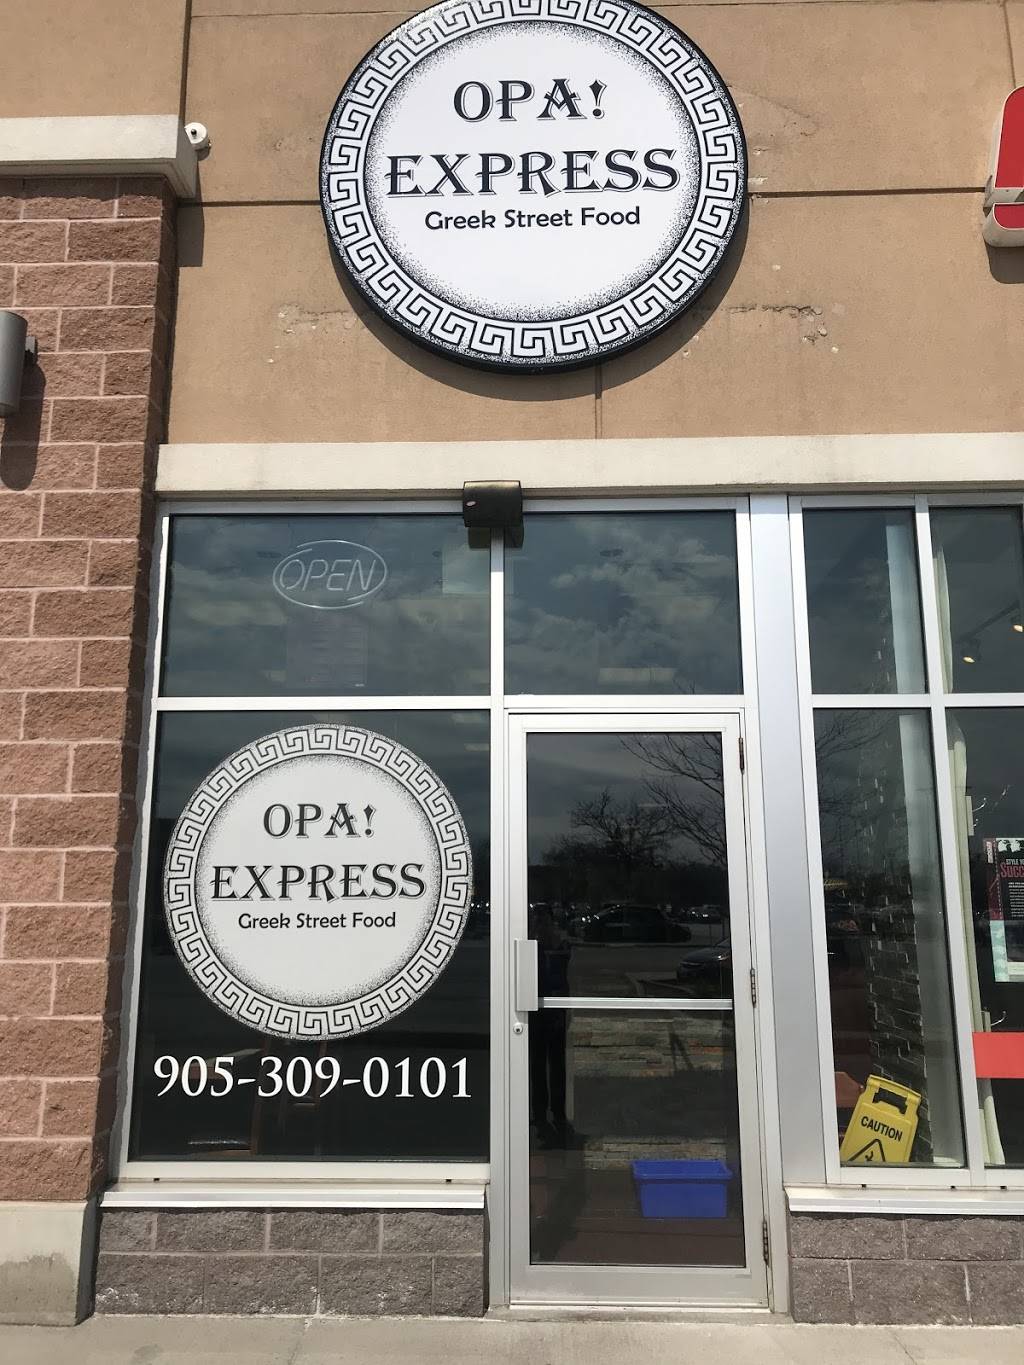 OPA!
EXPRESS
Greek Street Food
OPEN
OPA!
EXPRESS
Greek Street Food
905-309-0101
CAUTION